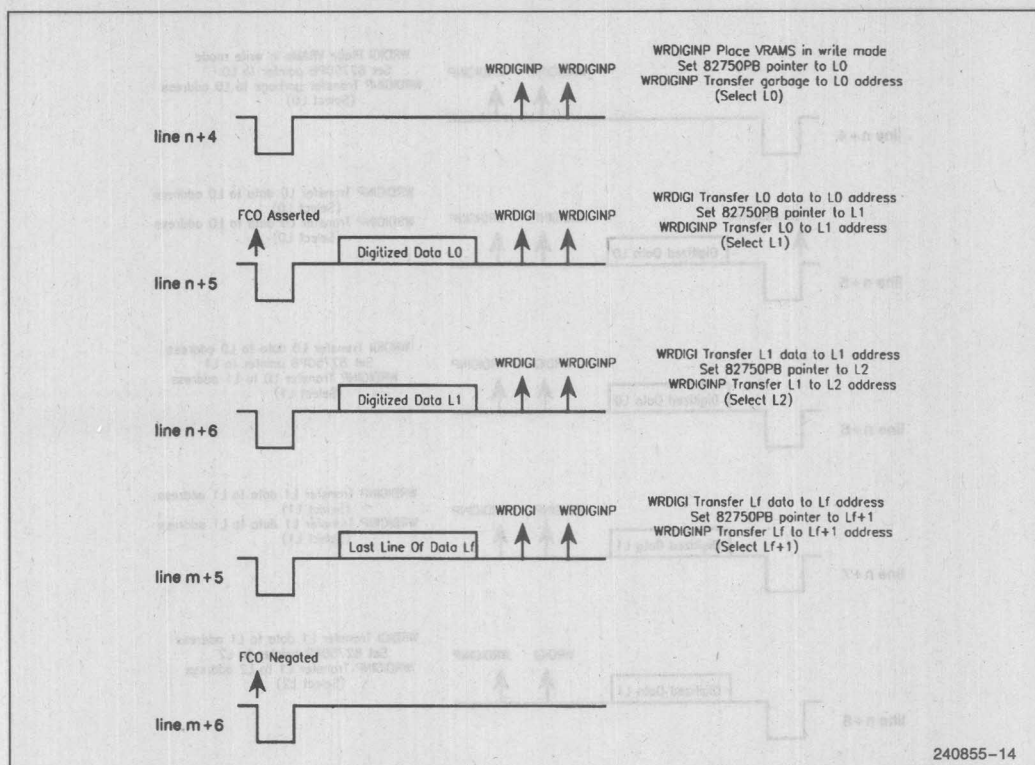 WRDIGINP WRDIGINP
WRDIGINP Place VRAMS in write mode
Set 82750PB pointer to L0
WRDIGINP Transfer garbage to L0 address
(Select L0)
line n+4
FCO Asserted
Digitized Data L0
WRDIGI WRDIGINP
WRDIGI Transfer L0 data to L0 address
Set 82750PB pointer to L1
WRDIGINP Transfer L0 to L1 address
(Select L1)
line n+5
Digitized Data L1
WRDIGI WRDIGINP
WRDIGI Transfer L1 data to L1 address
Set 82750PB pointer to L2
WRDIGINP Transfer L1 to L2 address
(Select L2)
line n+6
Last Line Of Data Lf
WRDIGI WRDIGINP
WRDIGI Transfer Lf data to Lf address
Set 82750PB pointer to Lf+1
WRDIGINP Transfer Lf to Lf+1 address
(Select Lf+1)
line m+5
FCO Negated
line m+6
240855-14